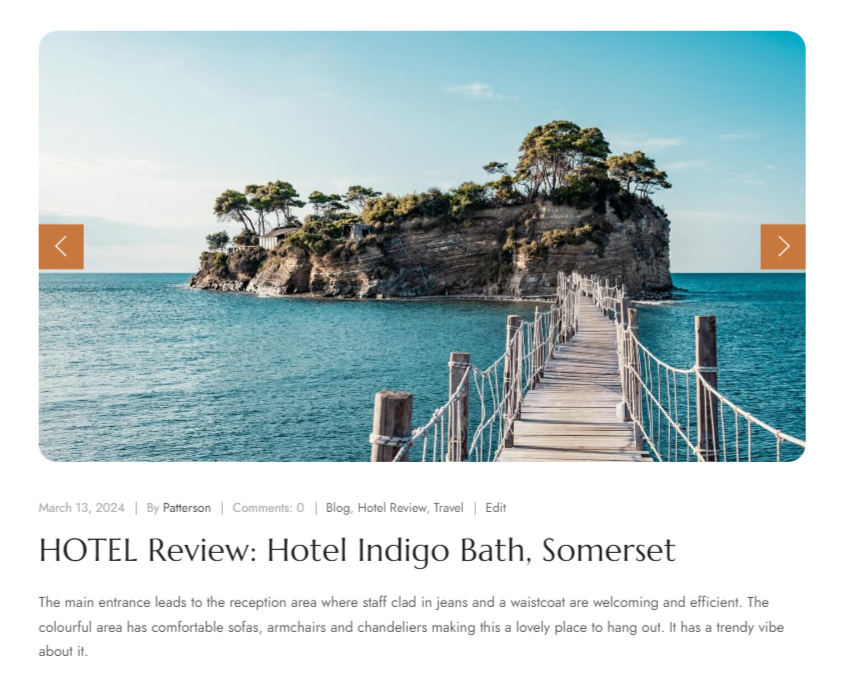 March 13, 2024 | By Patterson | Comments: 0 | Blog, Hotel Review, Travel | Edit
HOTEL Review: Hotel Indigo Bath, Somerset
The main entrance leads to the reception area where staff clad in jeans and a waistcoat are welcoming and efficient. The
colourful area has comfortable sofas, armchairs and chandeliers making this a lovely place to hang out. It has a trendy vibe
about it.